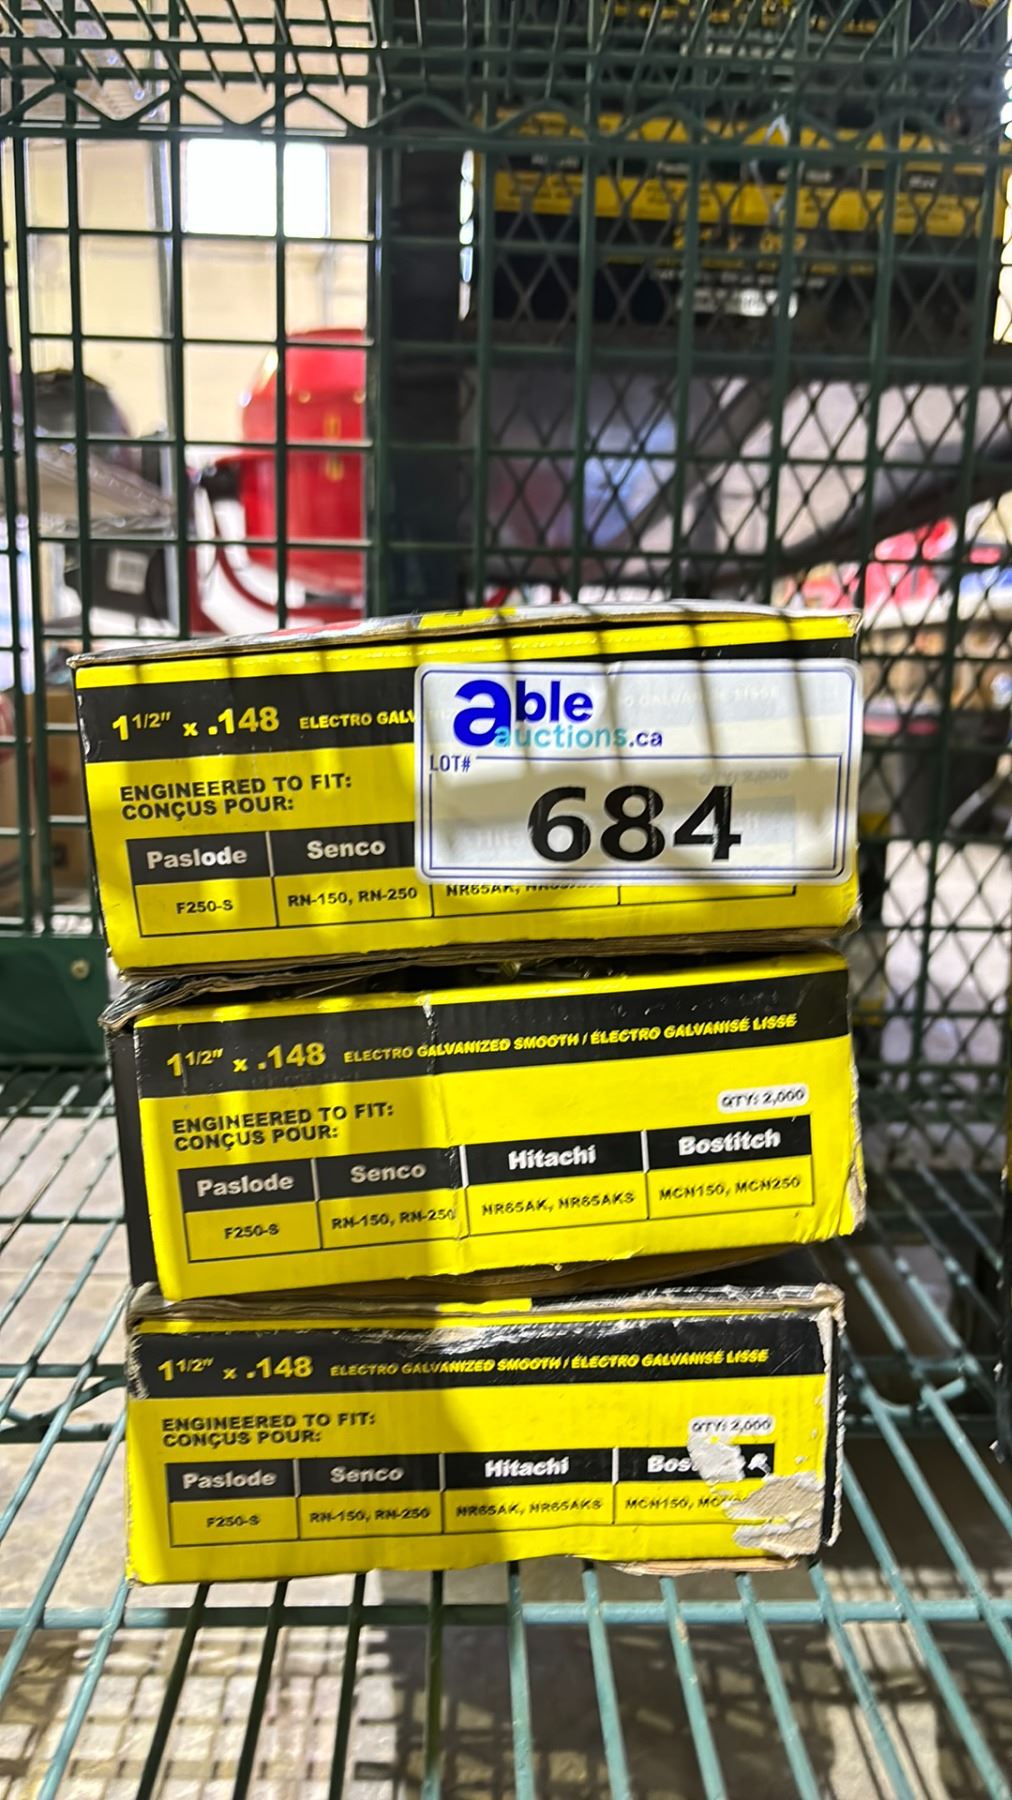 able
auctions.ca
LOT#
684
1 1/2" x .148 ELECTRO GALV
ENGINEERED TO FIT:
CONÇUS POUR:
Paslode Senco
F250-S RN-150, RN-250 NR65AK,
1 1/2" x .148 ELECTRO GALVANIZED SMOOTH / ÉLECTRO GALVANISÉ LISSE
QTY: 2,000
ENGINEERED TO FIT:
CONÇUS POUR:
Paslode Senco Hitachi Bostitch
F250-S RN-150, RN-250 NR65AK, NR65AKS MCN150, MCN250
1 1/2" x .148 ELECTRO GALVANIZED SMOOTH / ÉLECTRO GALVANISÉ LISSE
QTY: 2,000
ENGINEERED TO FIT:
CONÇUS POUR:
Paslode Senco Hitachi Bos
F250-S RN-150, RN-250 NR65AK, NR65AKS MCN150,